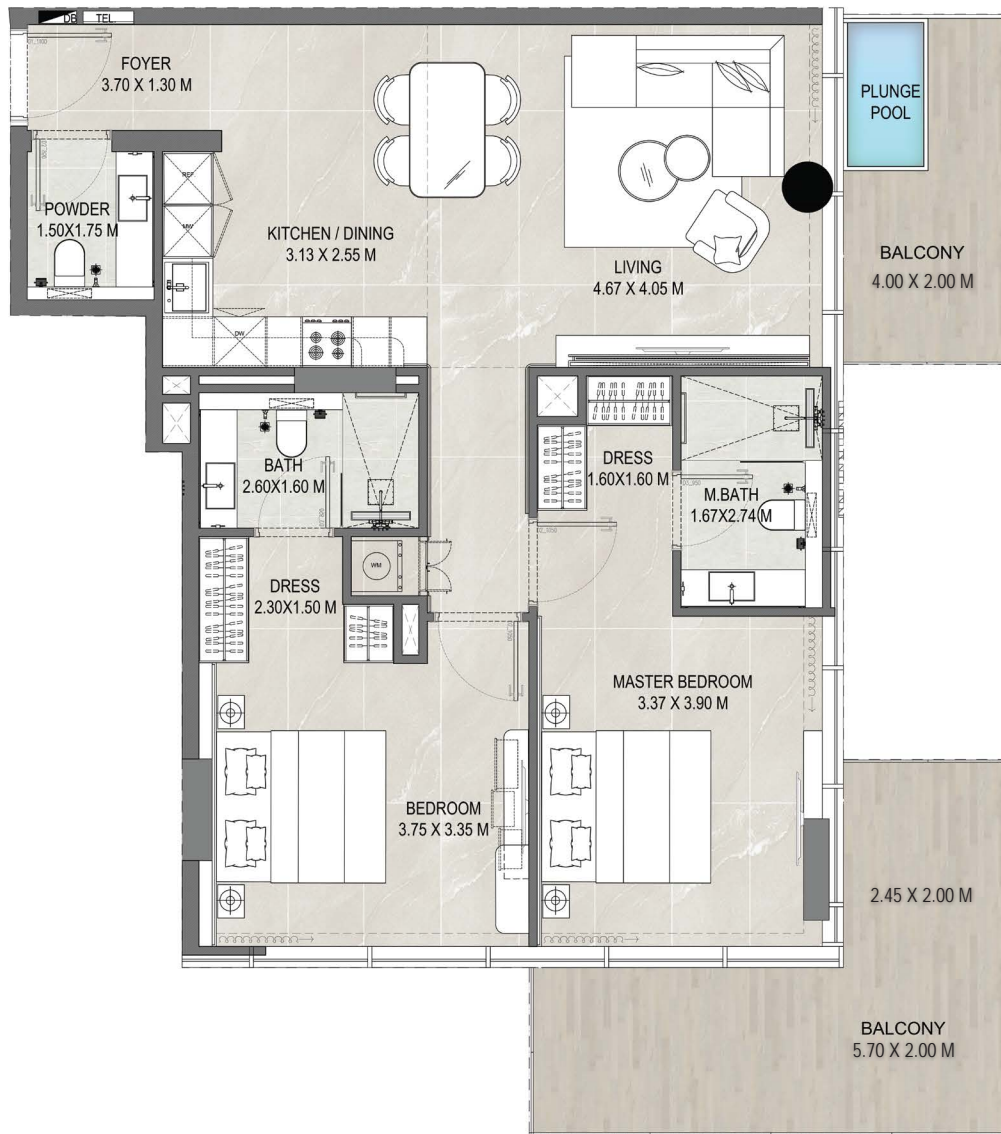 DB
TEL.
FOYER
3.70 X 1.30 M
PLUNGE
POOL
REF
POWDER
1.50X1.75 M
MW
KITCHEN / DINING
3.13 X 2.55 M
LIVING
4.67 X 4.05 M
BALCONY
4.00 X 2.00 M
DW
BATH
2.60X1.60 M
DRESS
1.60X1.60 M
M.BATH
1.67X2.74 M
WM
DRESS
2.30X1.50 M
MASTER BEDROOM
3.37 X 3.90 M
BEDROOM
3.75 X 3.35 M
2.45 X 2.00 M
BALCONY
5.70 X 2.00 M